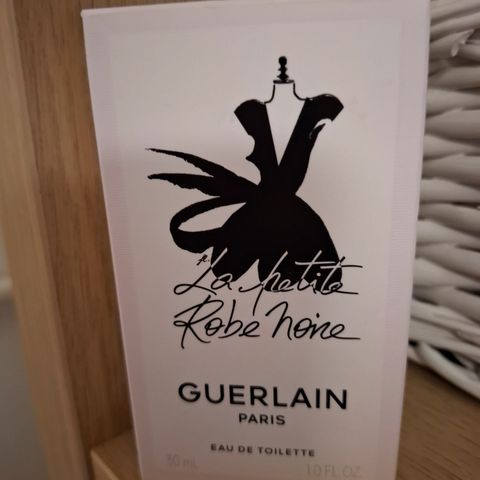 La petite
Robe noire
GUERLAIN
PARIS
EAU DE TOILETTE
30 mL 1.0 FL OZ